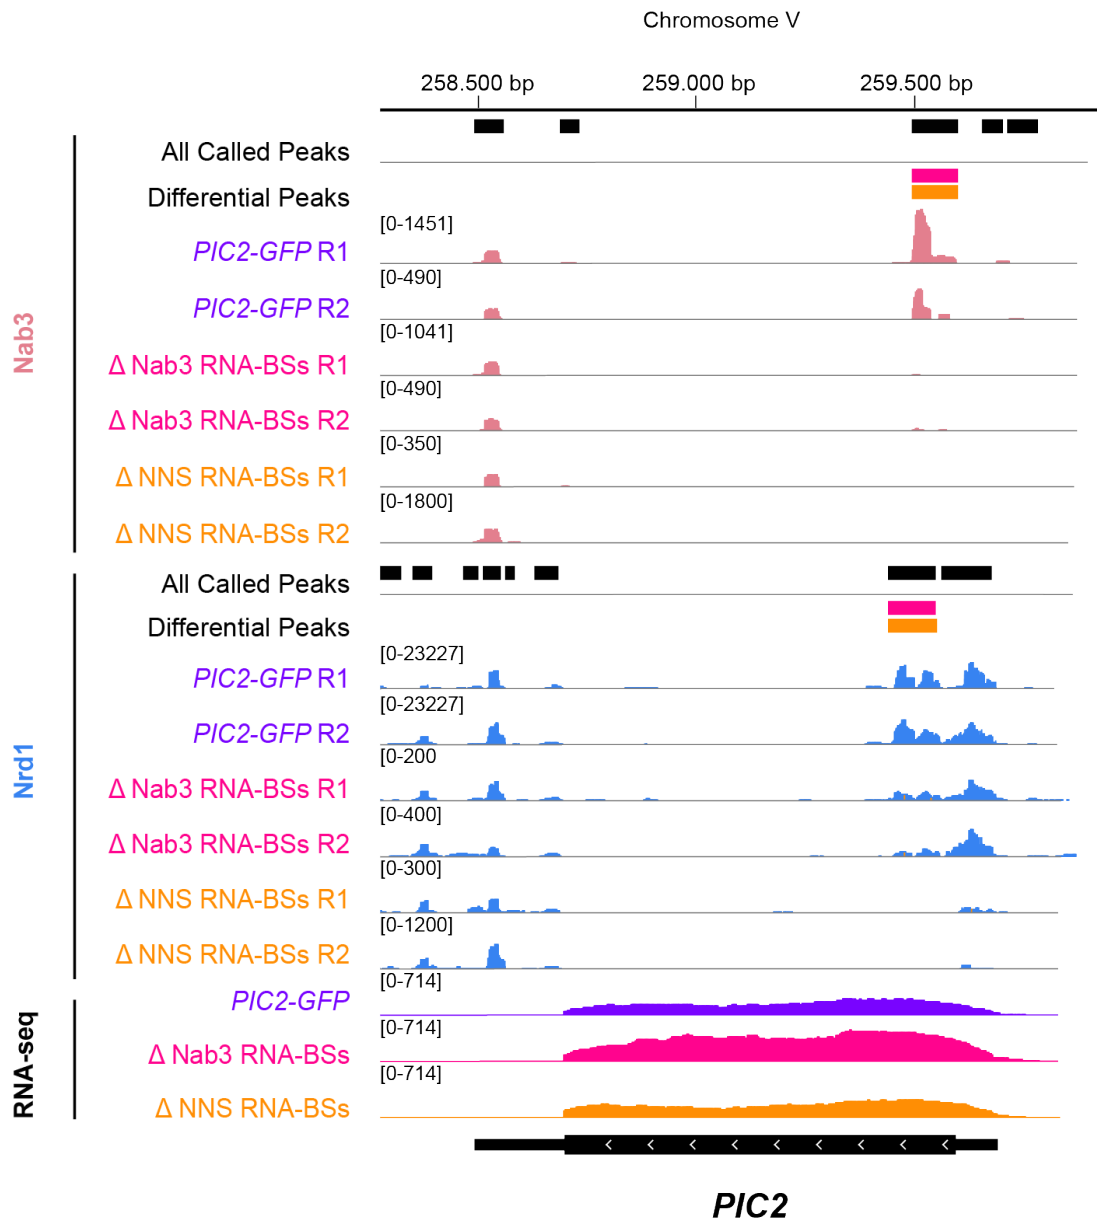 Chromosome V
258.500 bp 259.000 bp 259.500 bp
Nab3
All Called Peaks
Differential Peaks
[0-1451]
PIC2-GFP R1
[0-490]
PIC2-GFP R2
[0-1041]
Δ Nab3 RNA-BSs R1
[0-490]
Δ Nab3 RNA-BSs R2
[0-350]
Δ NNS RNA-BSs R1
[0-1800]
Δ NNS RNA-BSs R2
Nrd1
All Called Peaks
Differential Peaks
[0-23227]
PIC2-GFP R1
[0-23227]
PIC2-GFP R2
[0-200
Δ Nab3 RNA-BSs R1
[0-400]
Δ Nab3 RNA-BSs R2
[0-300]
Δ NNS RNA-BSs R1
[0-1200]
Δ NNS RNA-BSs R2
RNA-seq
[0-714]
PIC2-GFP
[0-714]
Δ Nab3 RNA-BSs
[0-714]
Δ NNS RNA-BSs
PIC2